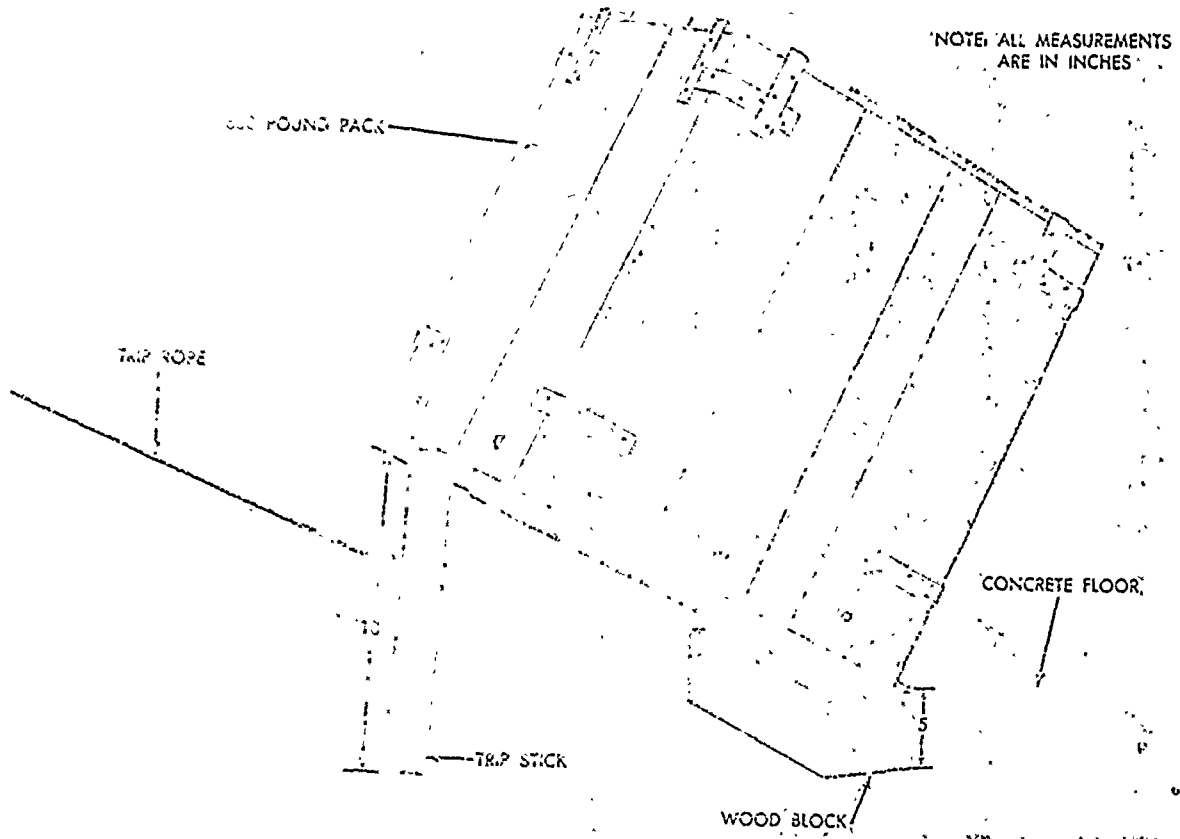 NOTE: ALL MEASUREMENTS
ARE IN INCHES
POUND PACK
TRIP ROPE
CONCRETE FLOOR
5
TRIP STICK
WOOD BLOCK